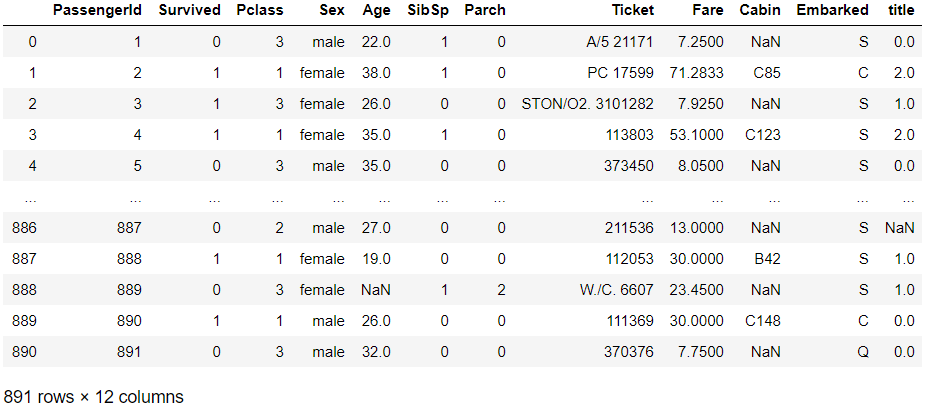 PassengerId Survived Pclass Sex Age SibSp Parch Ticket Fare Cabin Embarked title
0 1 0 3 male 22.0 1 0 A/5 21171 7.2500 NaN S 0.0
1 2 1 1 female 38.0 1 0 PC 17599 71.2833 C85 C 2.0
2 3 1 3 female 26.0 0 0 STON/O2. 3101282 7.9250 NaN S 1.0
3 4 1 1 female 35.0 1 0 113803 53.1000 C123 S 2.0
4 5 0 3 male 35.0 0 0 373450 8.0500 NaN S 0.0
... ... ... ... ... ... ... ... ... ... ... ... ...
886 887 0 2 male 27.0 0 0 211536 13.0000 NaN S NaN
887 888 1 1 female 19.0 0 0 112053 30.0000 B42 S 1.0
888 889 0 3 female NaN 1 2 W./C. 6607 23.4500 NaN S 1.0
889 890 1 1 male 26.0 0 0 111369 30.0000 C148 C 0.0
890 891 0 3 male 32.0 0 0 370376 7.7500 NaN Q 0.0
891 rows × 12 columns